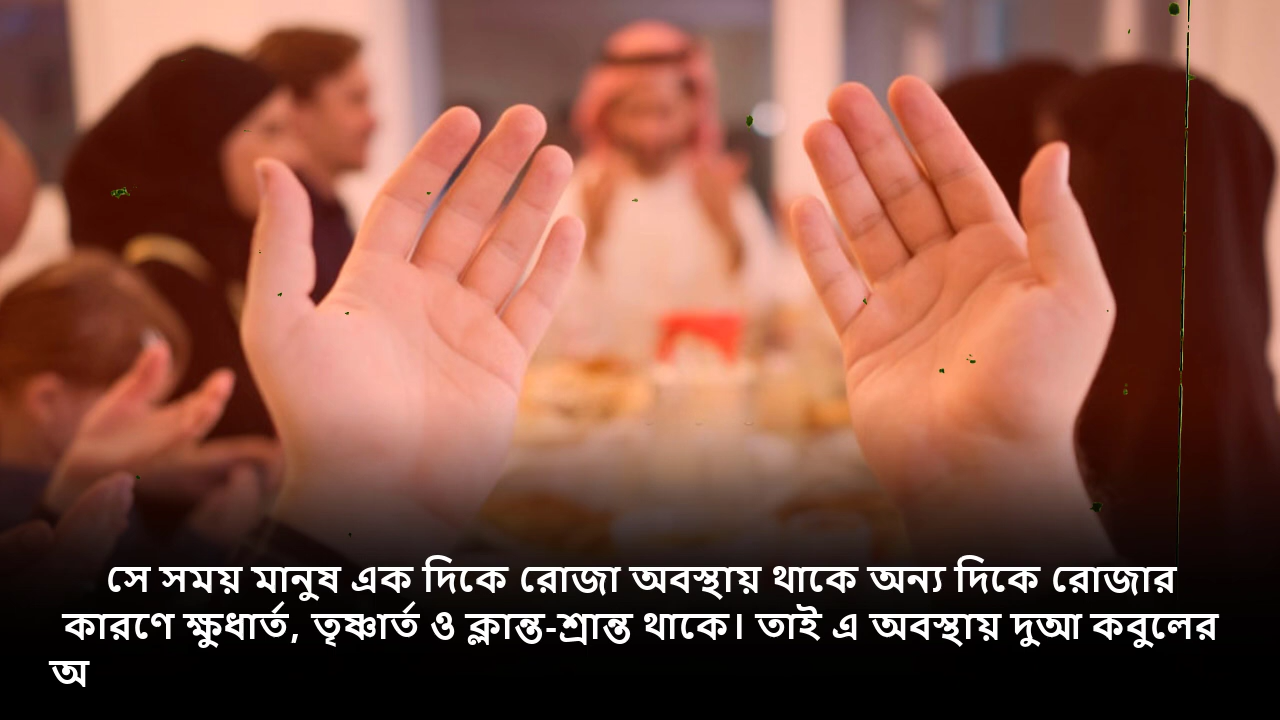 সে সময় মানুষ এক দিকে রোজা অবস্থায় থাকে অন্য দিকে রোজার
কারণে ক্ষুধার্ত, তৃষ্ণার্ত ও ক্লান্ত-শ্রান্ত থাকে। তাই এ অবস্থায় দুআ কবুলের
অ